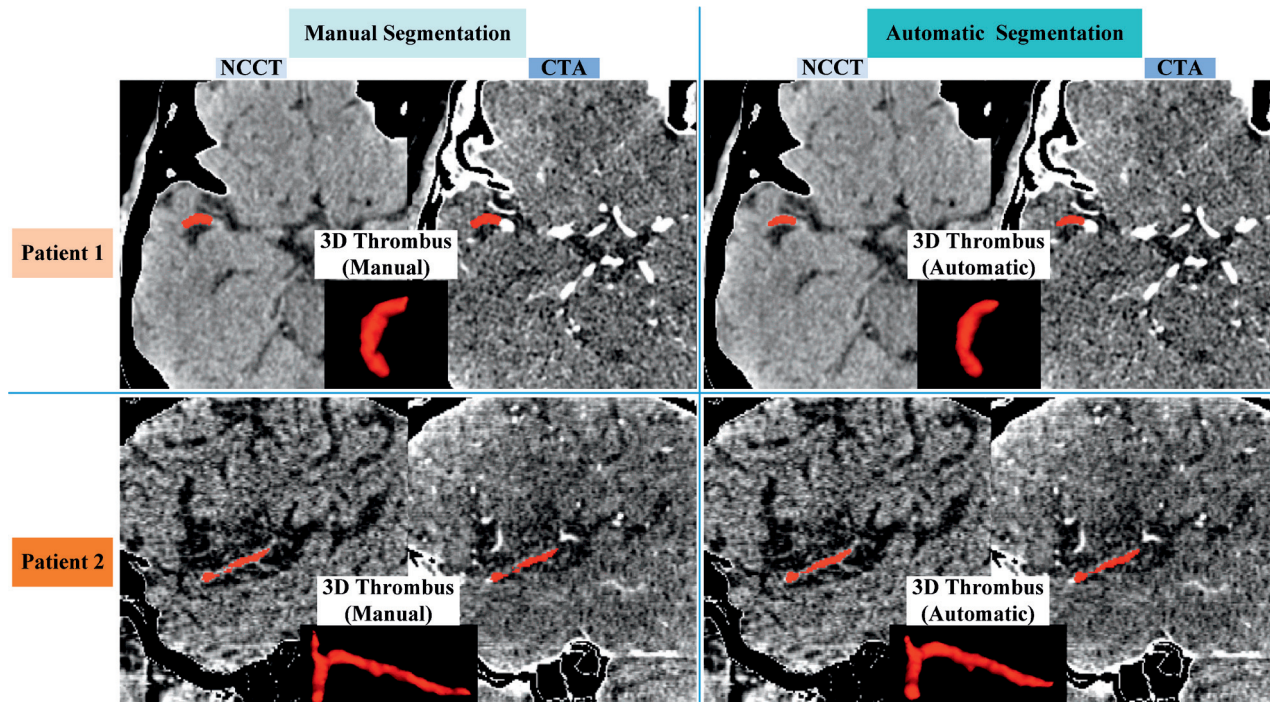 Manual Segmentation
Automatic Segmentation
NCCT
CTA
NCCT
CTA
Patient 1
3D Thrombus
(Manual)
3D Thrombus
(Automatic)
Patient 2
3D Thrombus
(Manual)
3D Thrombus
(Automatic)